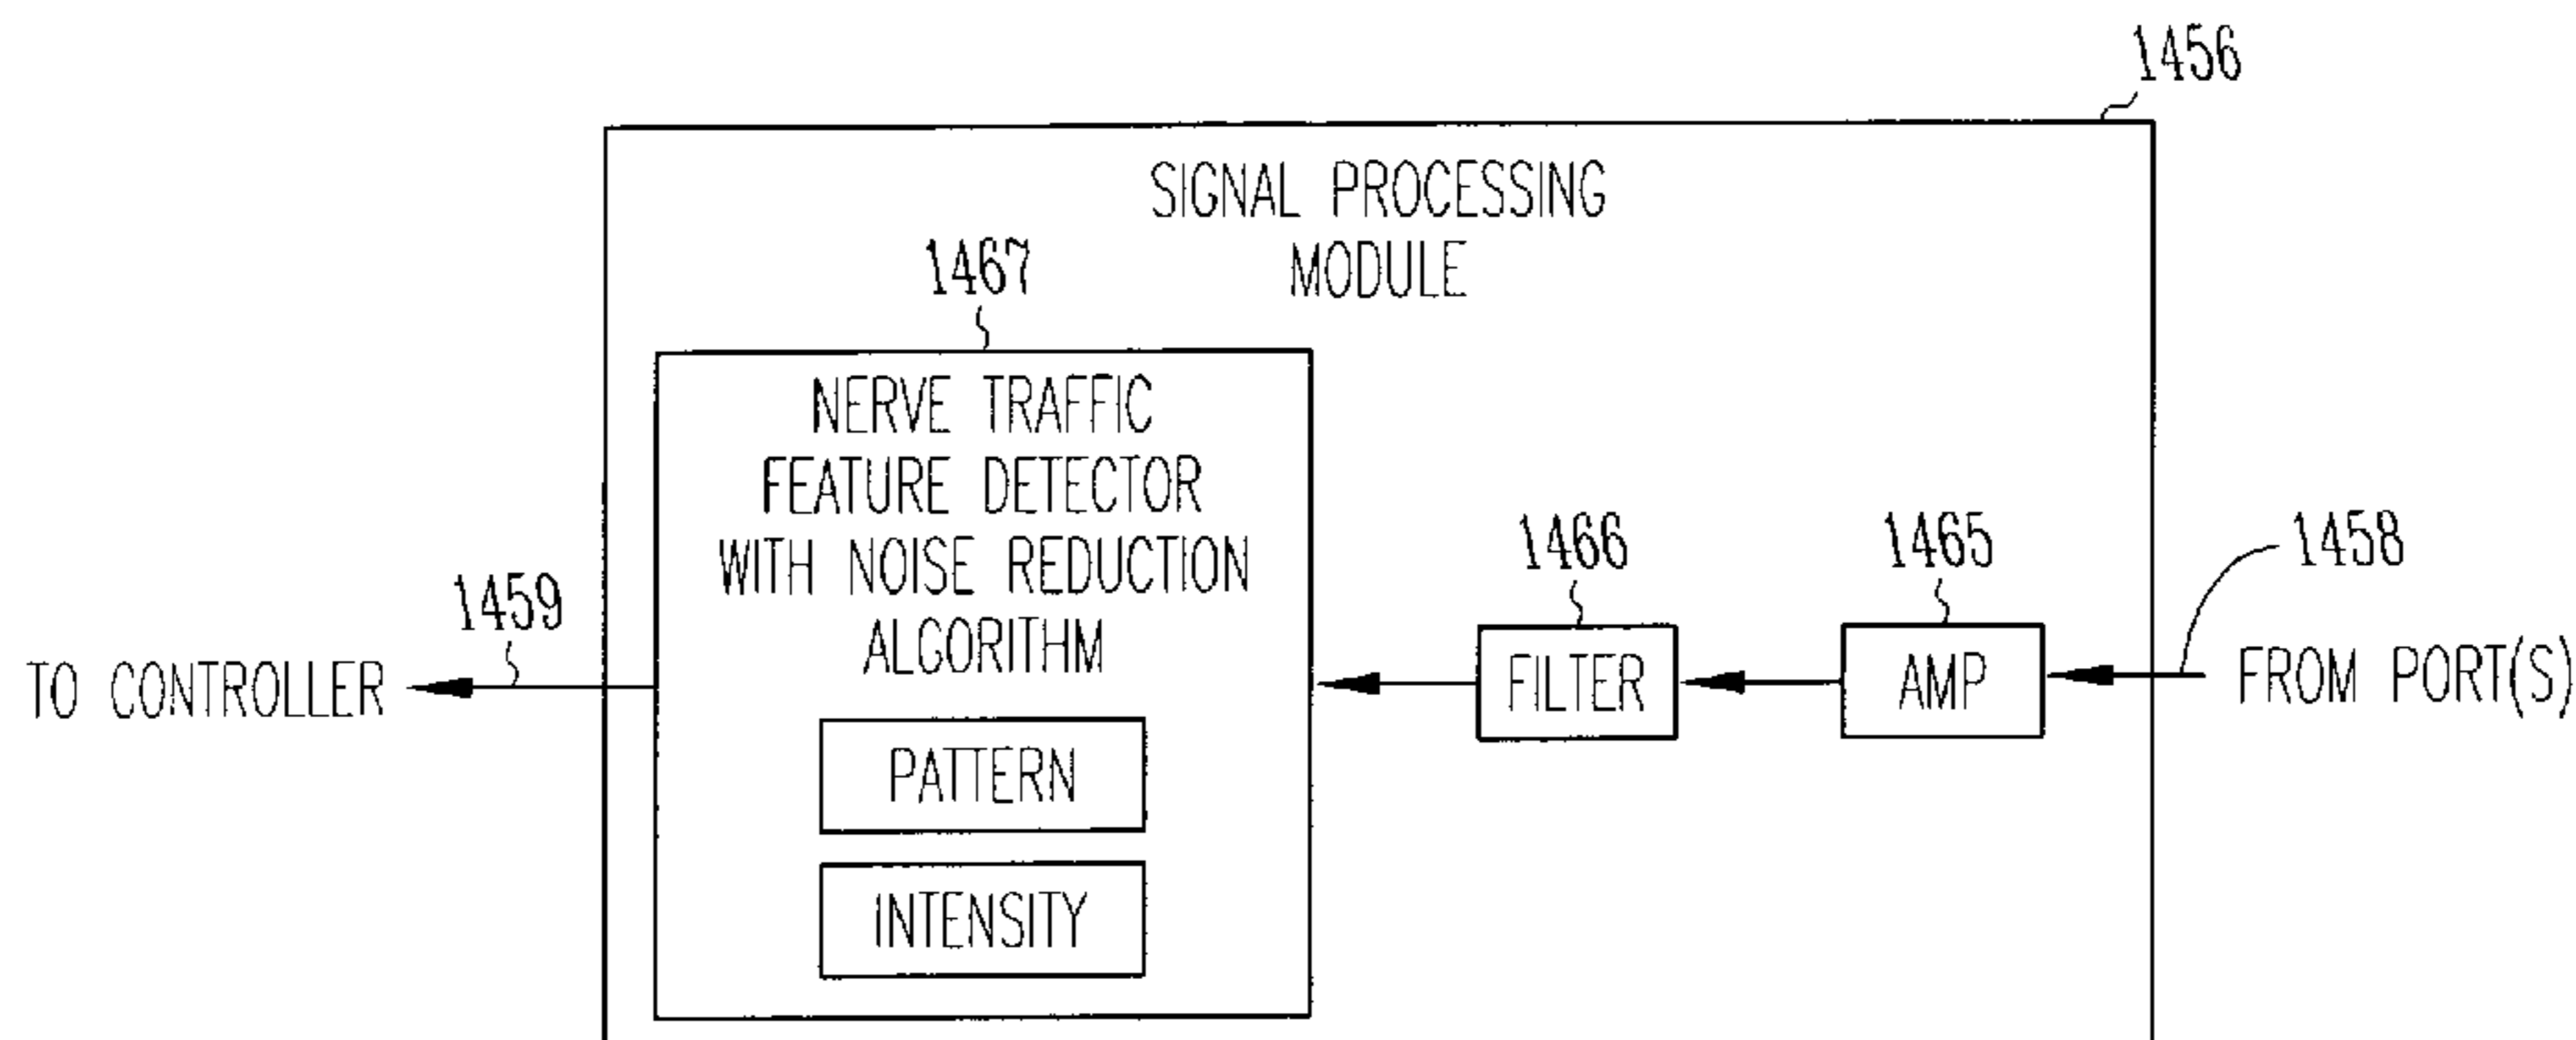 1456
SIGNAL PROCESSING
MODULE
1467
NERVE TRAFFIC
FEATURE DETECTOR
WITH NOISE REDUCTION
ALGORITHM
PATTERN
INTENSITY
1466
FILTER
1465
AMP
1458
FROM PORT(S)
1459
TO CONTROLLER